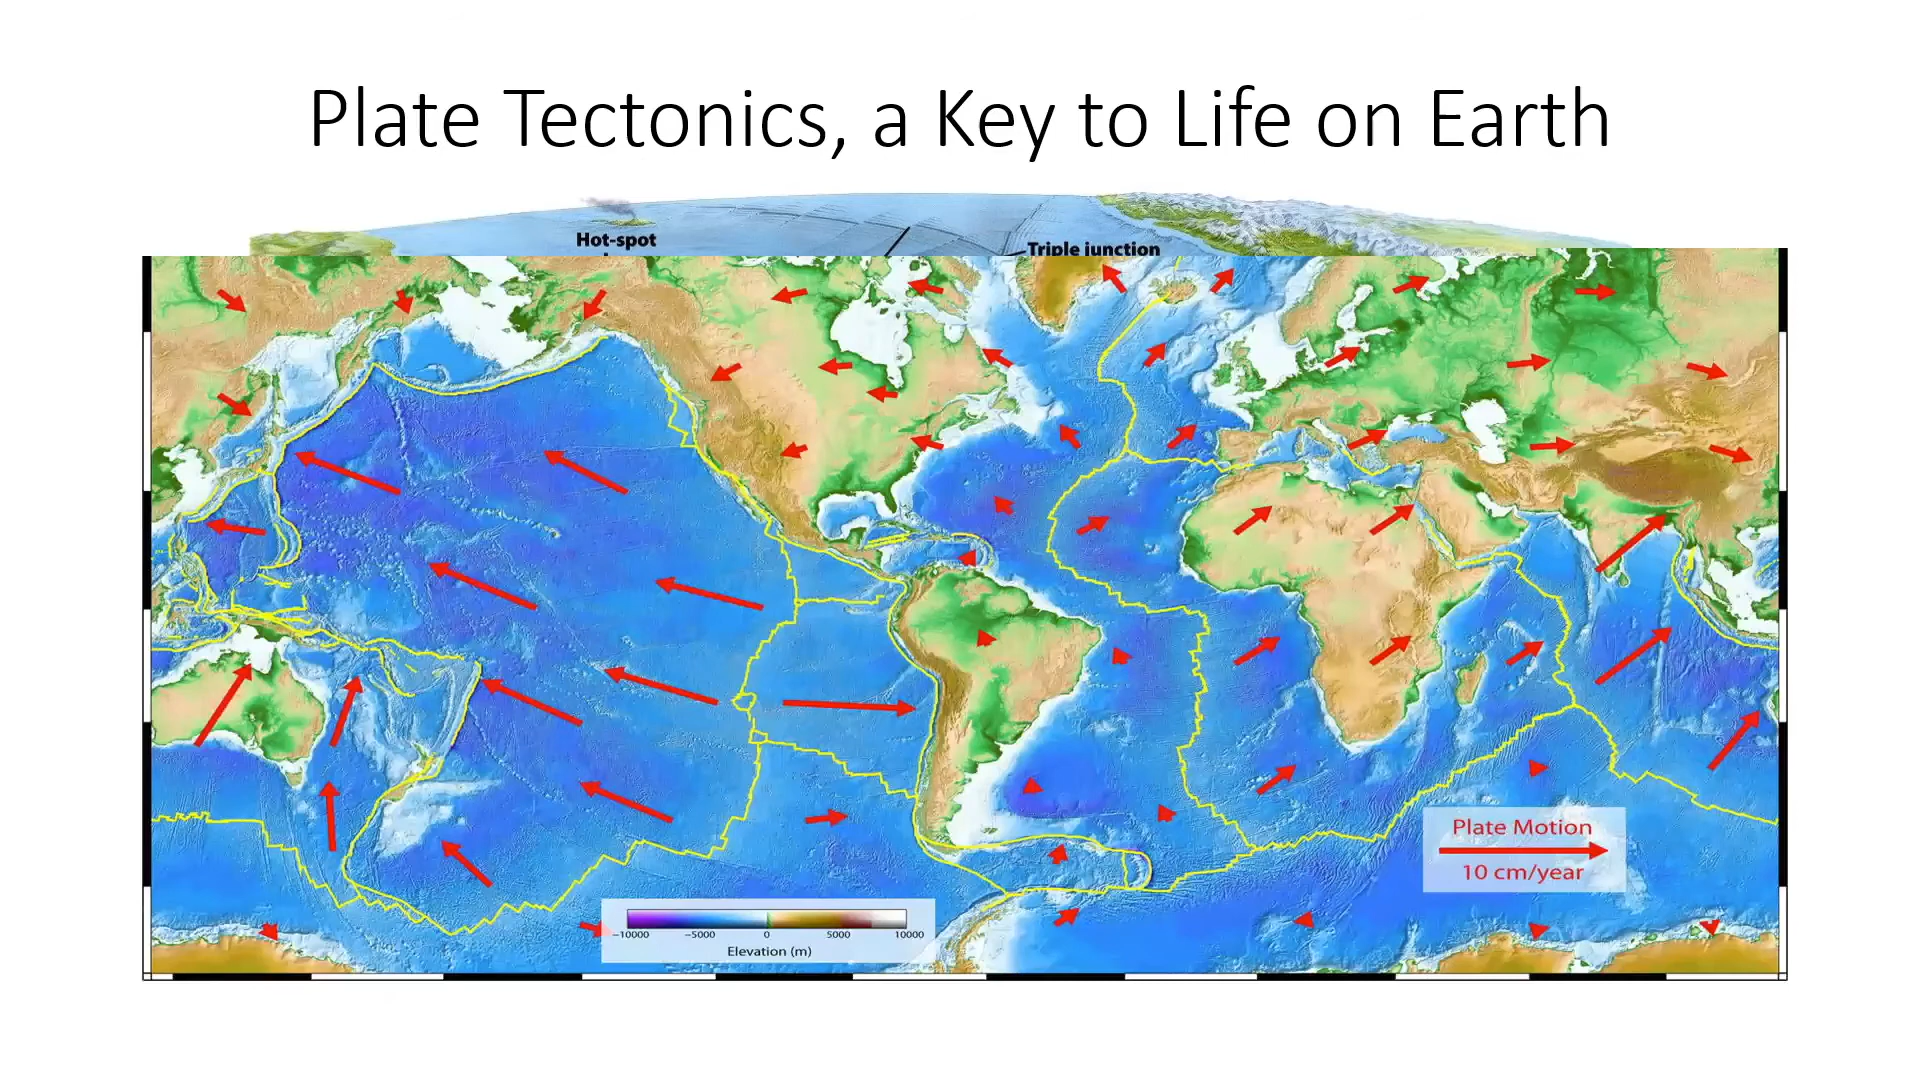 Plate Tectonics, a Key to Life on Earth
Hot-spot
Triple junction
Plate Motion
10 cm/year
−10000 −5000 0 5000 10000
Elevation (m)